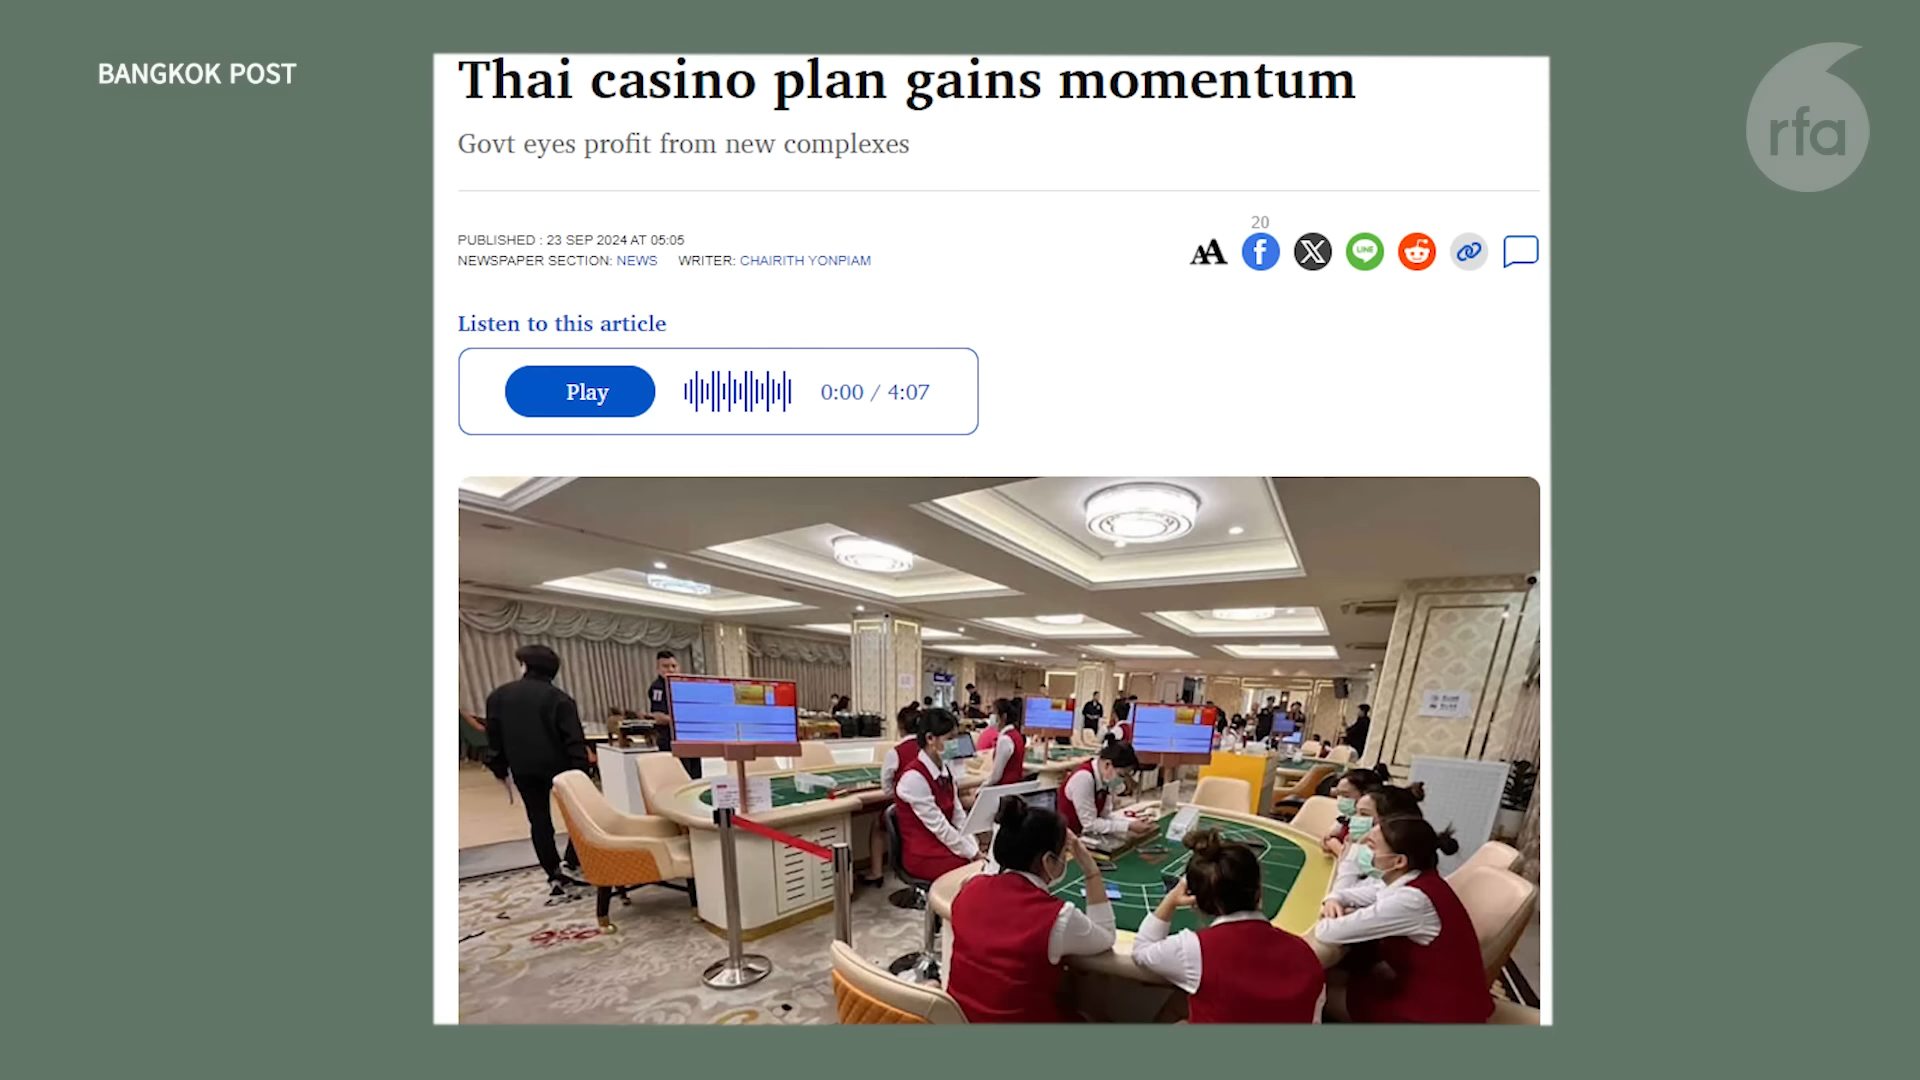 BANGKOK POST
rfa
Thai casino plan gains momentum
Govt eyes profit from new complexes
20
PUBLISHED : 23 SEP 2024 AT 05:05
NEWSPAPER SECTION: NEWS WRITER: CHAIRITH YONPIAM
AA
LINE
Listen to this article
Play 0:00 / 4:07